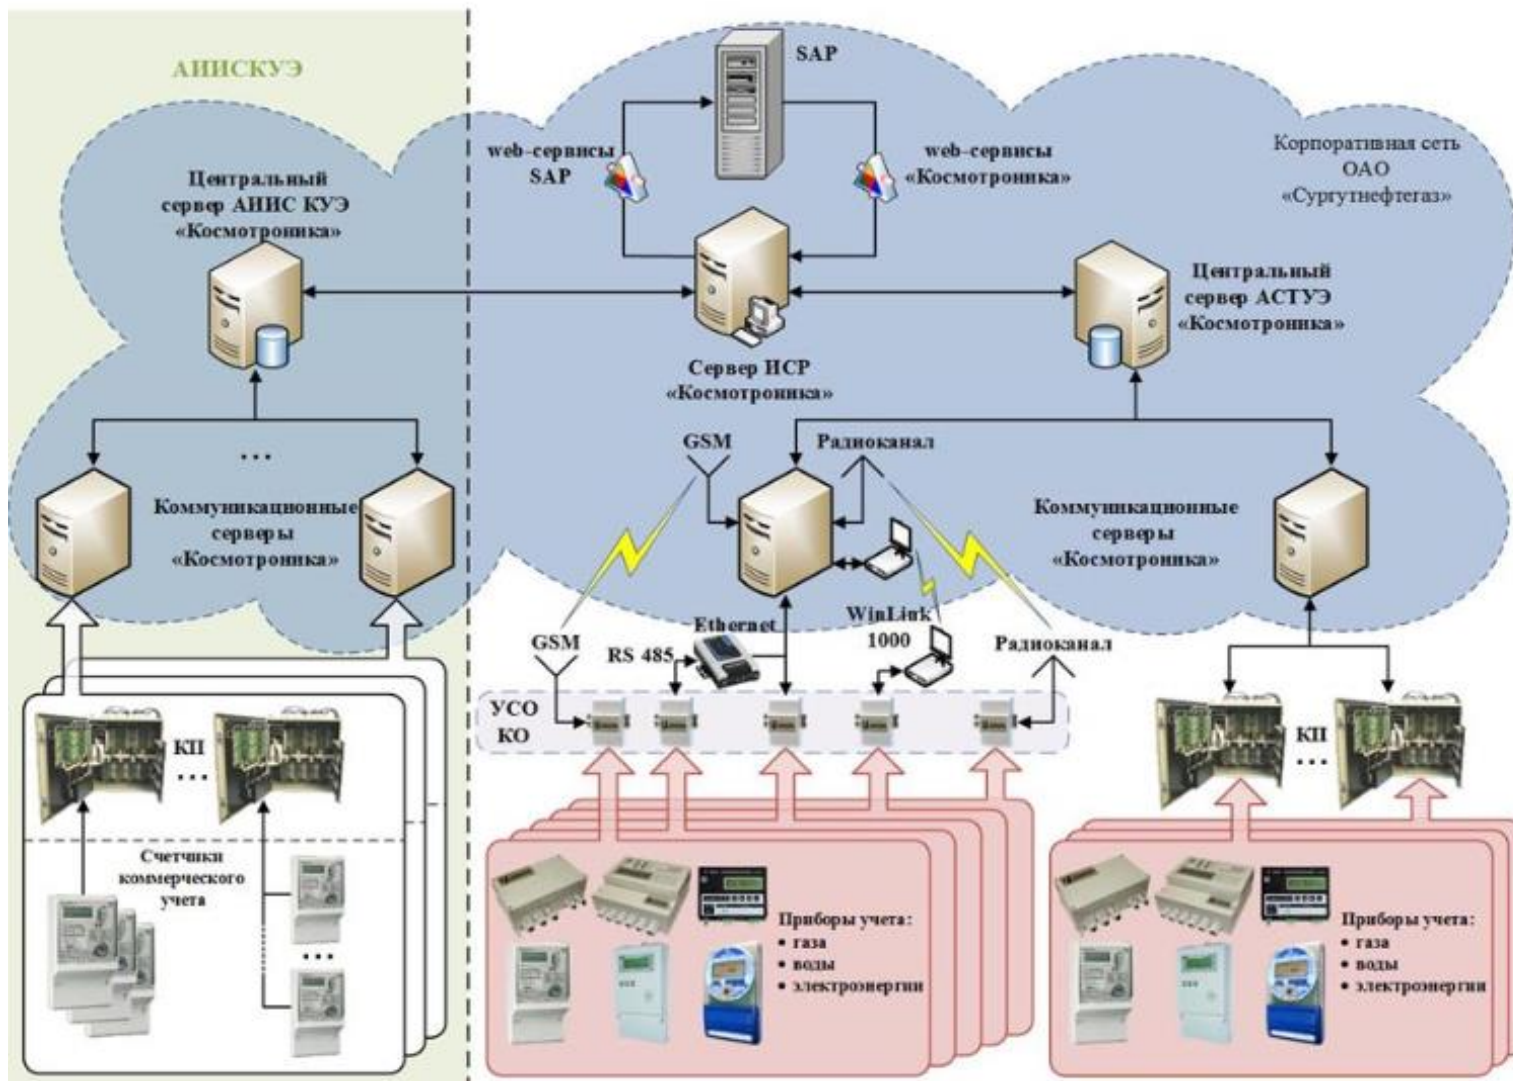 АИИСКУЭ
SAP
web-сервисы
SAP
web-сервисы
«Космотроника»
Корпоративная сеть
ОАО
«Сургутнефтегаз»
Центральный
сервер АИИС КУЭ
«Космотроника»
Центральный
сервер АСТУЭ
«Космотроника»
Сервер ИСР
«Космотроника»
GSM
Радиоканал
...
Коммуникационные
серверы
«Космотроника»
Коммуникационные
серверы
«Космотроника»
GSM
RS 485
Ethernet
WinLink
1000
Радиоканал
УСО
КО
КП
...
КП
...
Счетчики
коммерческого
учета
...
Приборы учета:
• газа
• воды
• электроэнергии
Приборы учета:
• газа
• воды
• электроэнергии